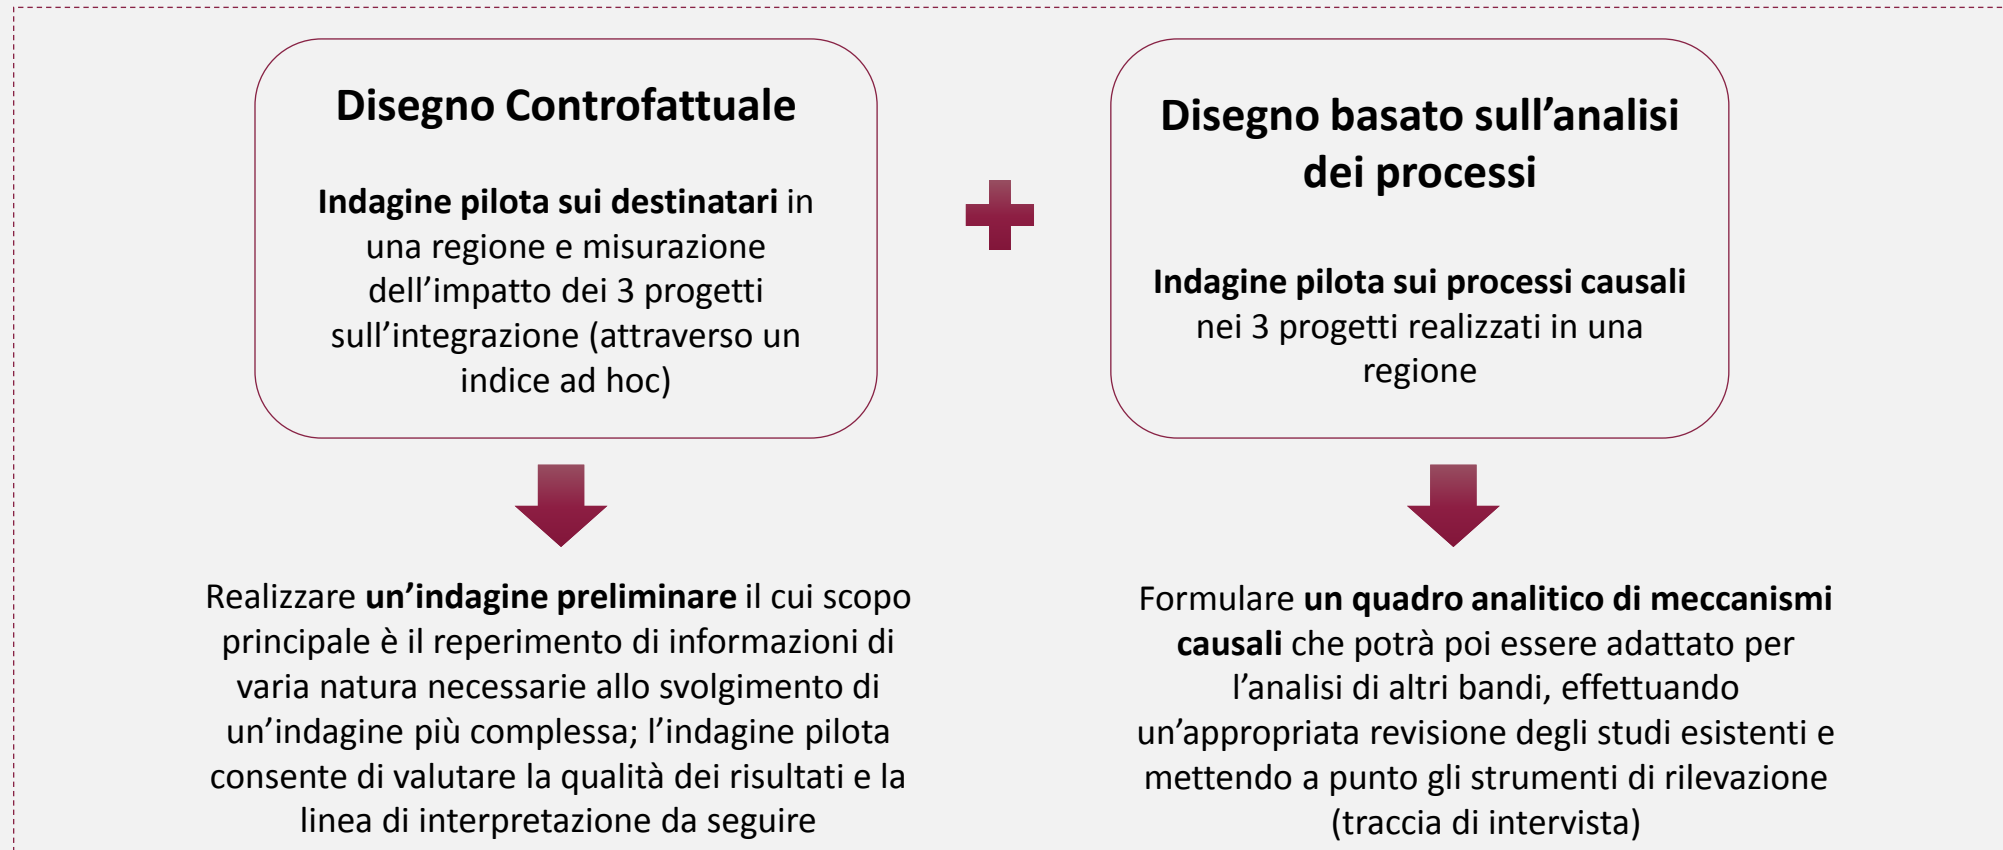 Disegno Controfattuale
Indagine pilota sui destinatari in
una regione e misurazione
dell’impatto dei 3 progetti
sull’integrazione (attraverso un
indice ad hoc)
Disegno basato sull’analisi
dei processi
Indagine pilota sui processi causali
nei 3 progetti realizzati in una
regione
Realizzare un’indagine preliminare il cui scopo
principale è il reperimento di informazioni di
varia natura necessarie allo svolgimento di
un’indagine più complessa; l’indagine pilota
consente di valutare la qualità dei risultati e la
linea di interpretazione da seguire
Formulare un quadro analitico di meccanismi
causali che potrà poi essere adattato per
l’analisi di altri bandi, effettuando
un’appropriata revisione degli studi esistenti e
mettendo a punto gli strumenti di rilevazione
(traccia di intervista)